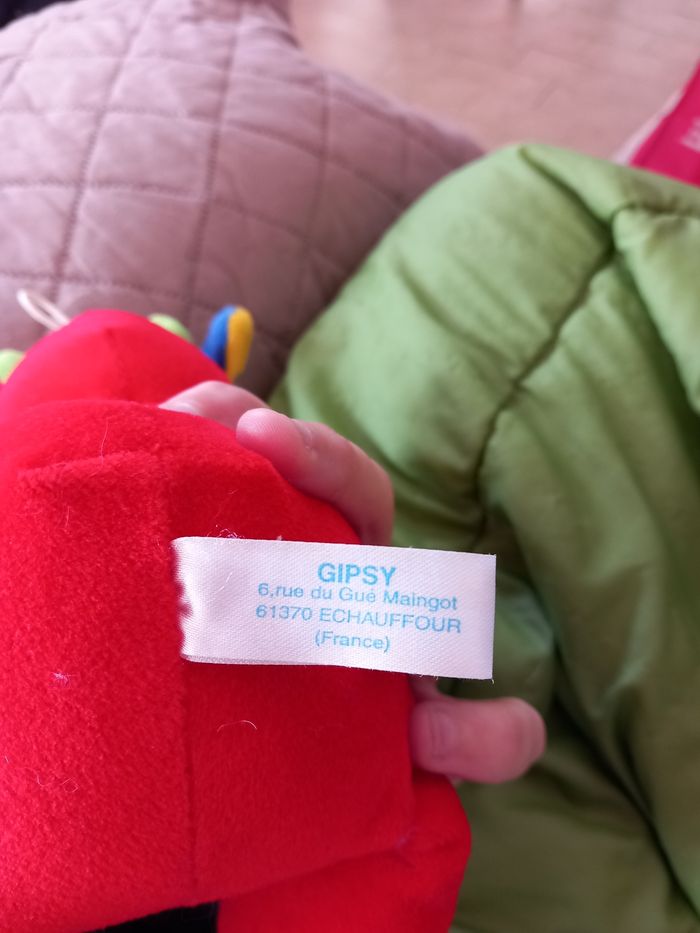 GIPSY
6,rue du Gué Maingot
61370 ECHAUFFOUR
(France)